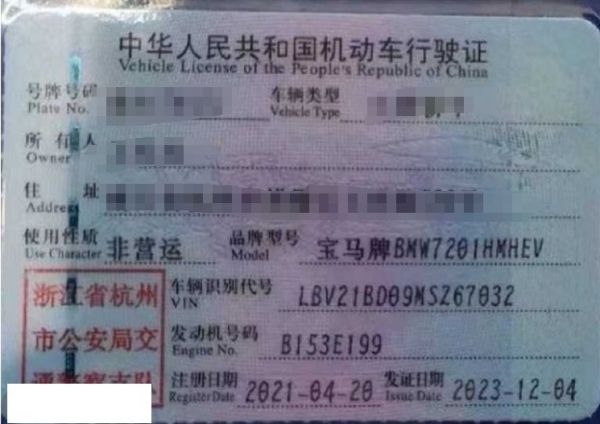 中华人民共和国机动车行驶证
Vehicle License of the People's Republic of China
号牌号码 车辆类型
Plate No. Vehicle Type
所有人
Owner
住址
Address
使用性质 非营运 品牌型号 宝马牌BMW7201HMHEV
Use Character Model
浙江省杭州 车辆识别代号 LBV21BD09MSZ67032
VIN
市公安局交 发动机号码 B153E199
Engine No.
通警察支队 注册日期 2021-04-20 发证日期 2023-12-04
Register Date Issue Date